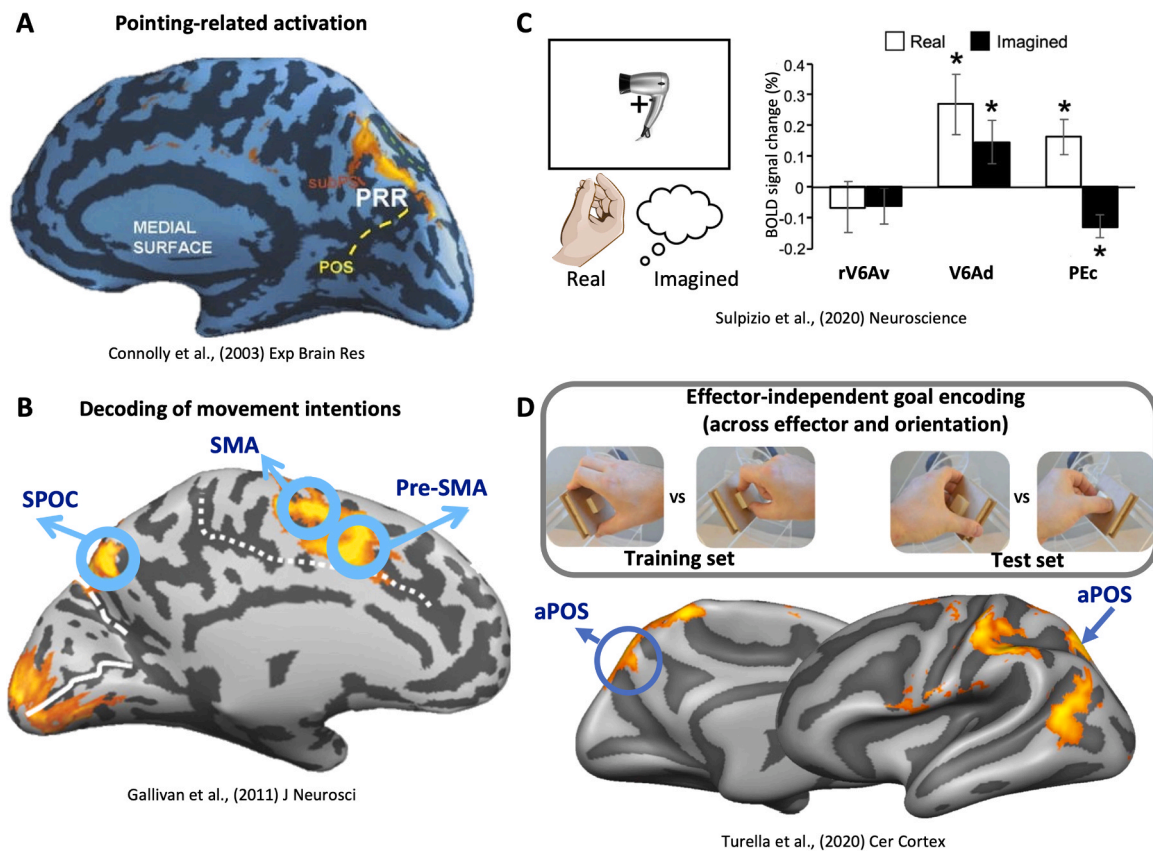 A
Pointing-related activation
subPS
PRR
MEDIAL
SURFACE
POS
Connolly et al., (2003) Exp Brain Res
B
Decoding of movement intentions
SMA
SPOC
Pre-SMA
Gallivan et al., (2011) J Neurosci
C
Real
Imagined
Real Imagined
BOLD signal change (%)
0.4
0.3
0.2
0.1
0
-0.1
-0.2
* * * *
rV6Av V6Ad PEc
Sulpizio et al., (2020) Neuroscience
D
Effector-independent goal encoding
(across effector and orientation)
vs vs
Training set Test set
aPOS aPOS
Turella et al., (2020) Cer Cortex